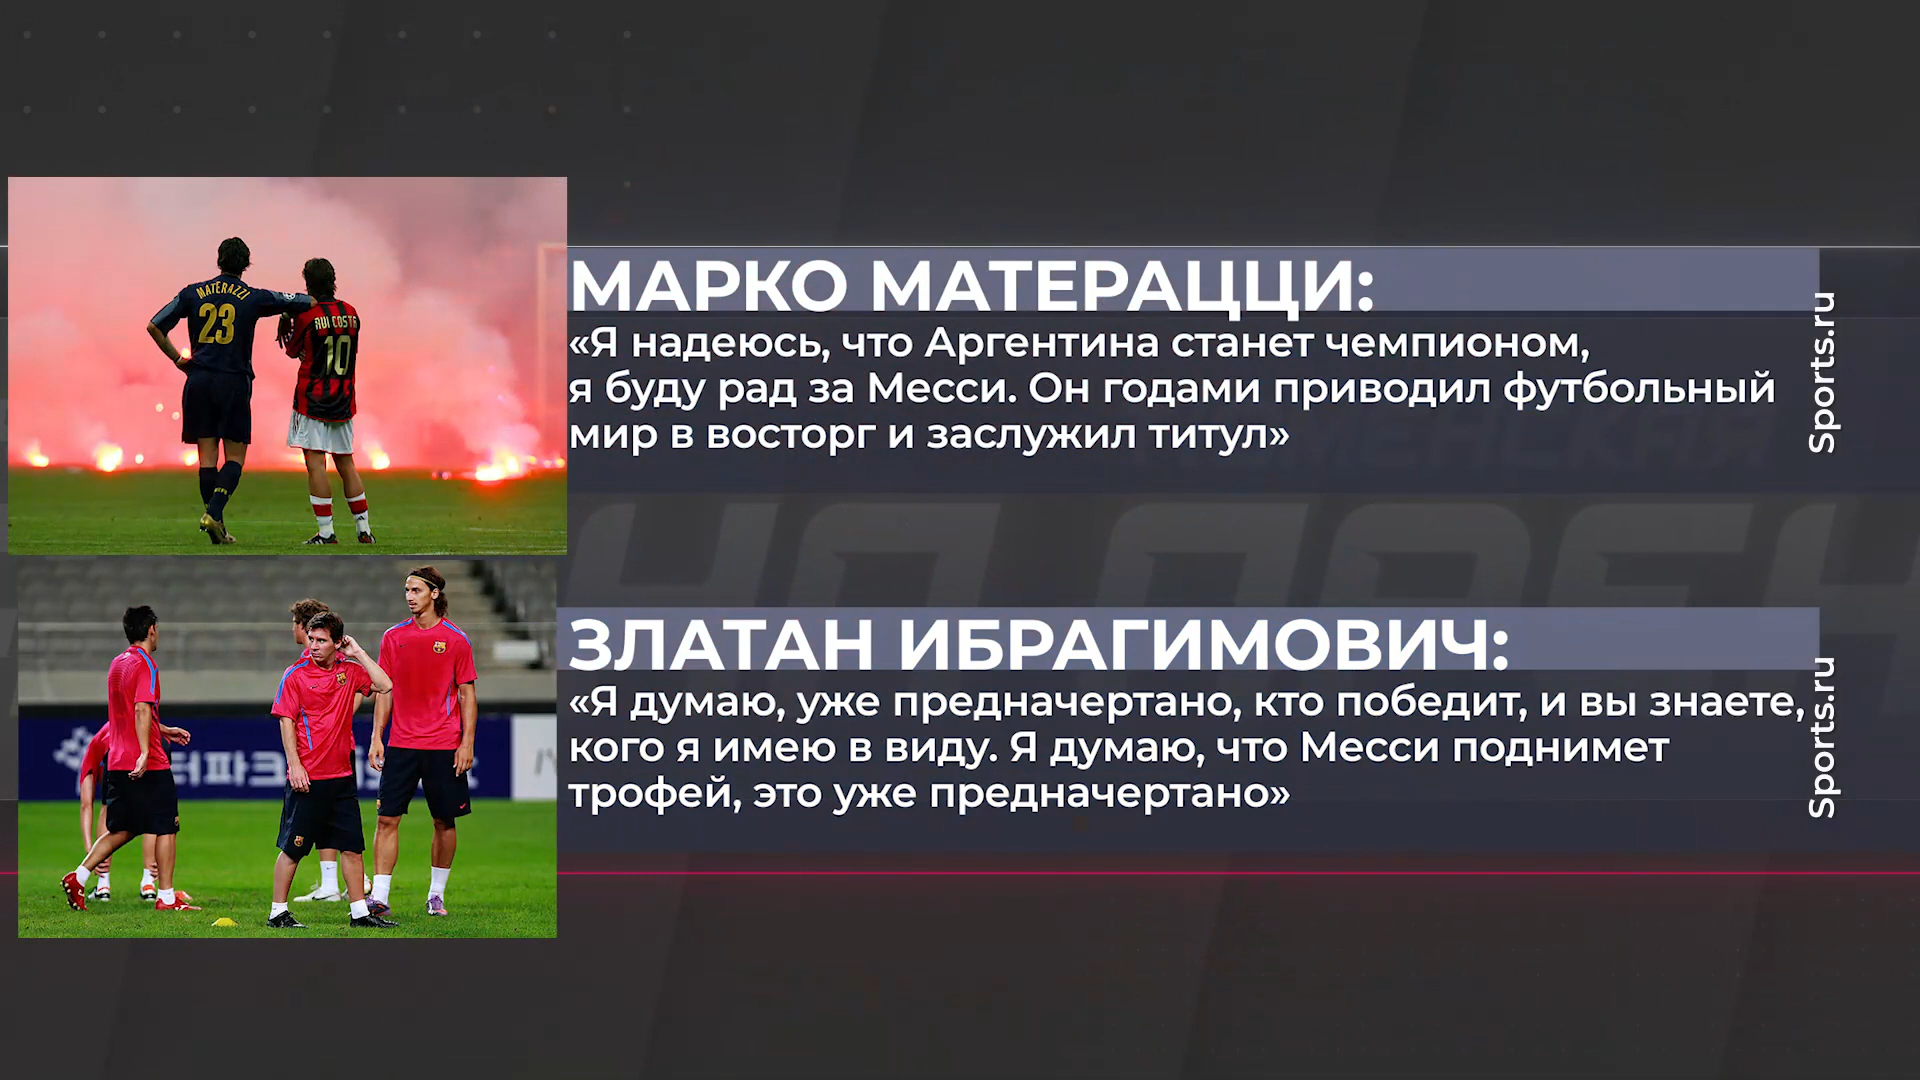 МАРКО МАТЕРАЦЦИ:
«Я надеюсь, что Аргентина станет чемпионом,
я буду рад за Месси. Он годами приводил футбольный
мир в восторг и заслужил титул»
Sports.ru
MATERAZZI
23
RUI COSTA
10
ЗЛАТАН ИБРАГИМОВИЧ:
«Я думаю, уже предначертано, кто победит, и вы знаете,
кого я имею в виду. Я думаю, что Месси поднимет
трофей, это уже предначертано»
Sports.ru